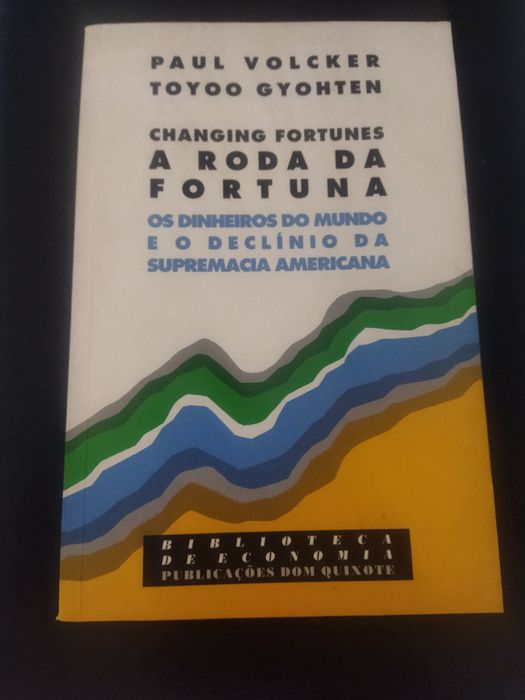 PAUL VOLCKER
TOYOO GYOHTEN
CHANGING FORTUNES
A RODA DA
FORTUNA
OS DINHEIROS DO MUNDO
E O DECLÍNIO DA
SUPREMACIA AMERICANA
BIBLIOTECA
DE ECONOMIA
PUBLICAÇÕES DOM QUIXOTE